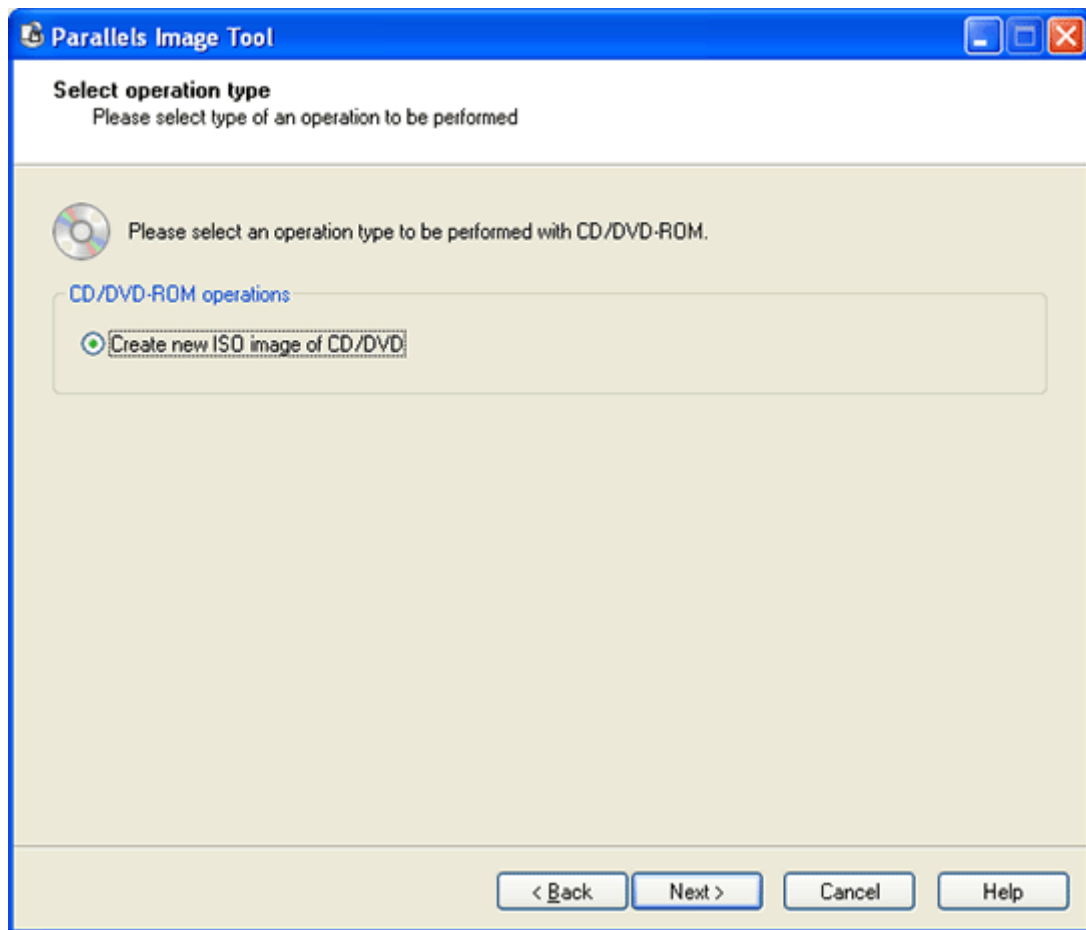 Parallels Image Tool
Select operation type
Please select type of an operation to be performed
Please select an operation type to be performed with CD/DVD-ROM.
CD/DVD-ROM operations
Create new ISO image of CD/DVD
< Back
Next >
Cancel
Help